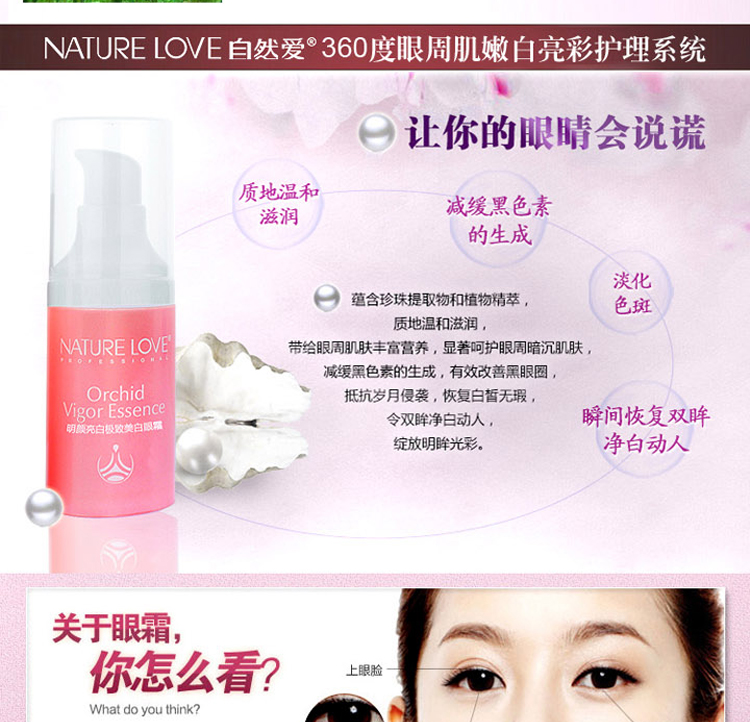 NATURE LOVE 自然爱® 360度眼周肌嫩白亮彩护理系统
让你的眼睛会说谎
质地温和
滋润
减缓黑色素
的生成
淡化
色斑
瞬间恢复双眸
净白动人
蕴含珍珠提取物和植物精萃，
质地温和滋润，
带给眼周肌肤丰富营养，显著呵护眼周暗沉肌肤，
减缓黑色素的生成，有效改善黑眼圈，
抵抗岁月侵袭，恢复白皙无瑕，
令双眸净白动人，
绽放明眸光彩。
NATURE LOVE®
PROFESSIONAL
Orchid
Vigor Essence
明颜亮白极致美白眼霜
关于眼霜，
你怎么看?
What do you think?
上眼脸